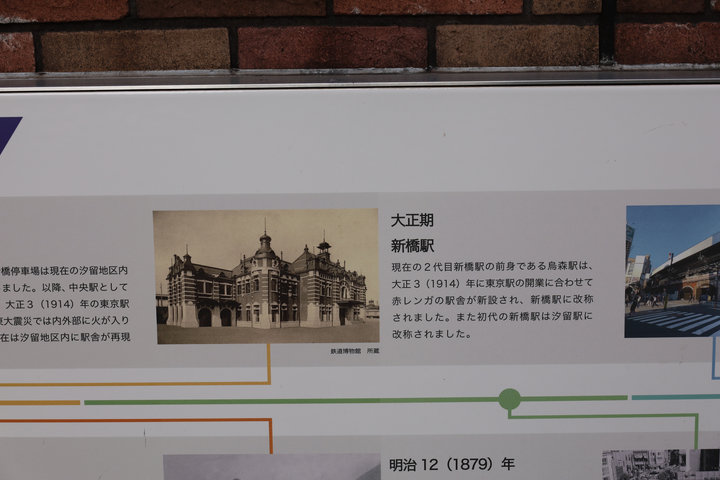 橋停車場は現在の汐留地区内
ました。以降、中央駅として
大正３（1914）年の東京駅
東大震災では内外部に火が入り
在は汐留地区内に駅舎が再現
鉄道博物館　所蔵
大正期
新橋駅
現在の２代目新橋駅の前身である烏森駅は、
大正３（1914）年に東京駅の開業に合わせて
赤レンガの駅舎が新設され、新橋駅に改称
されました。また初代の新橋駅は汐留駅に
改称されました。
明治 12（1879）年